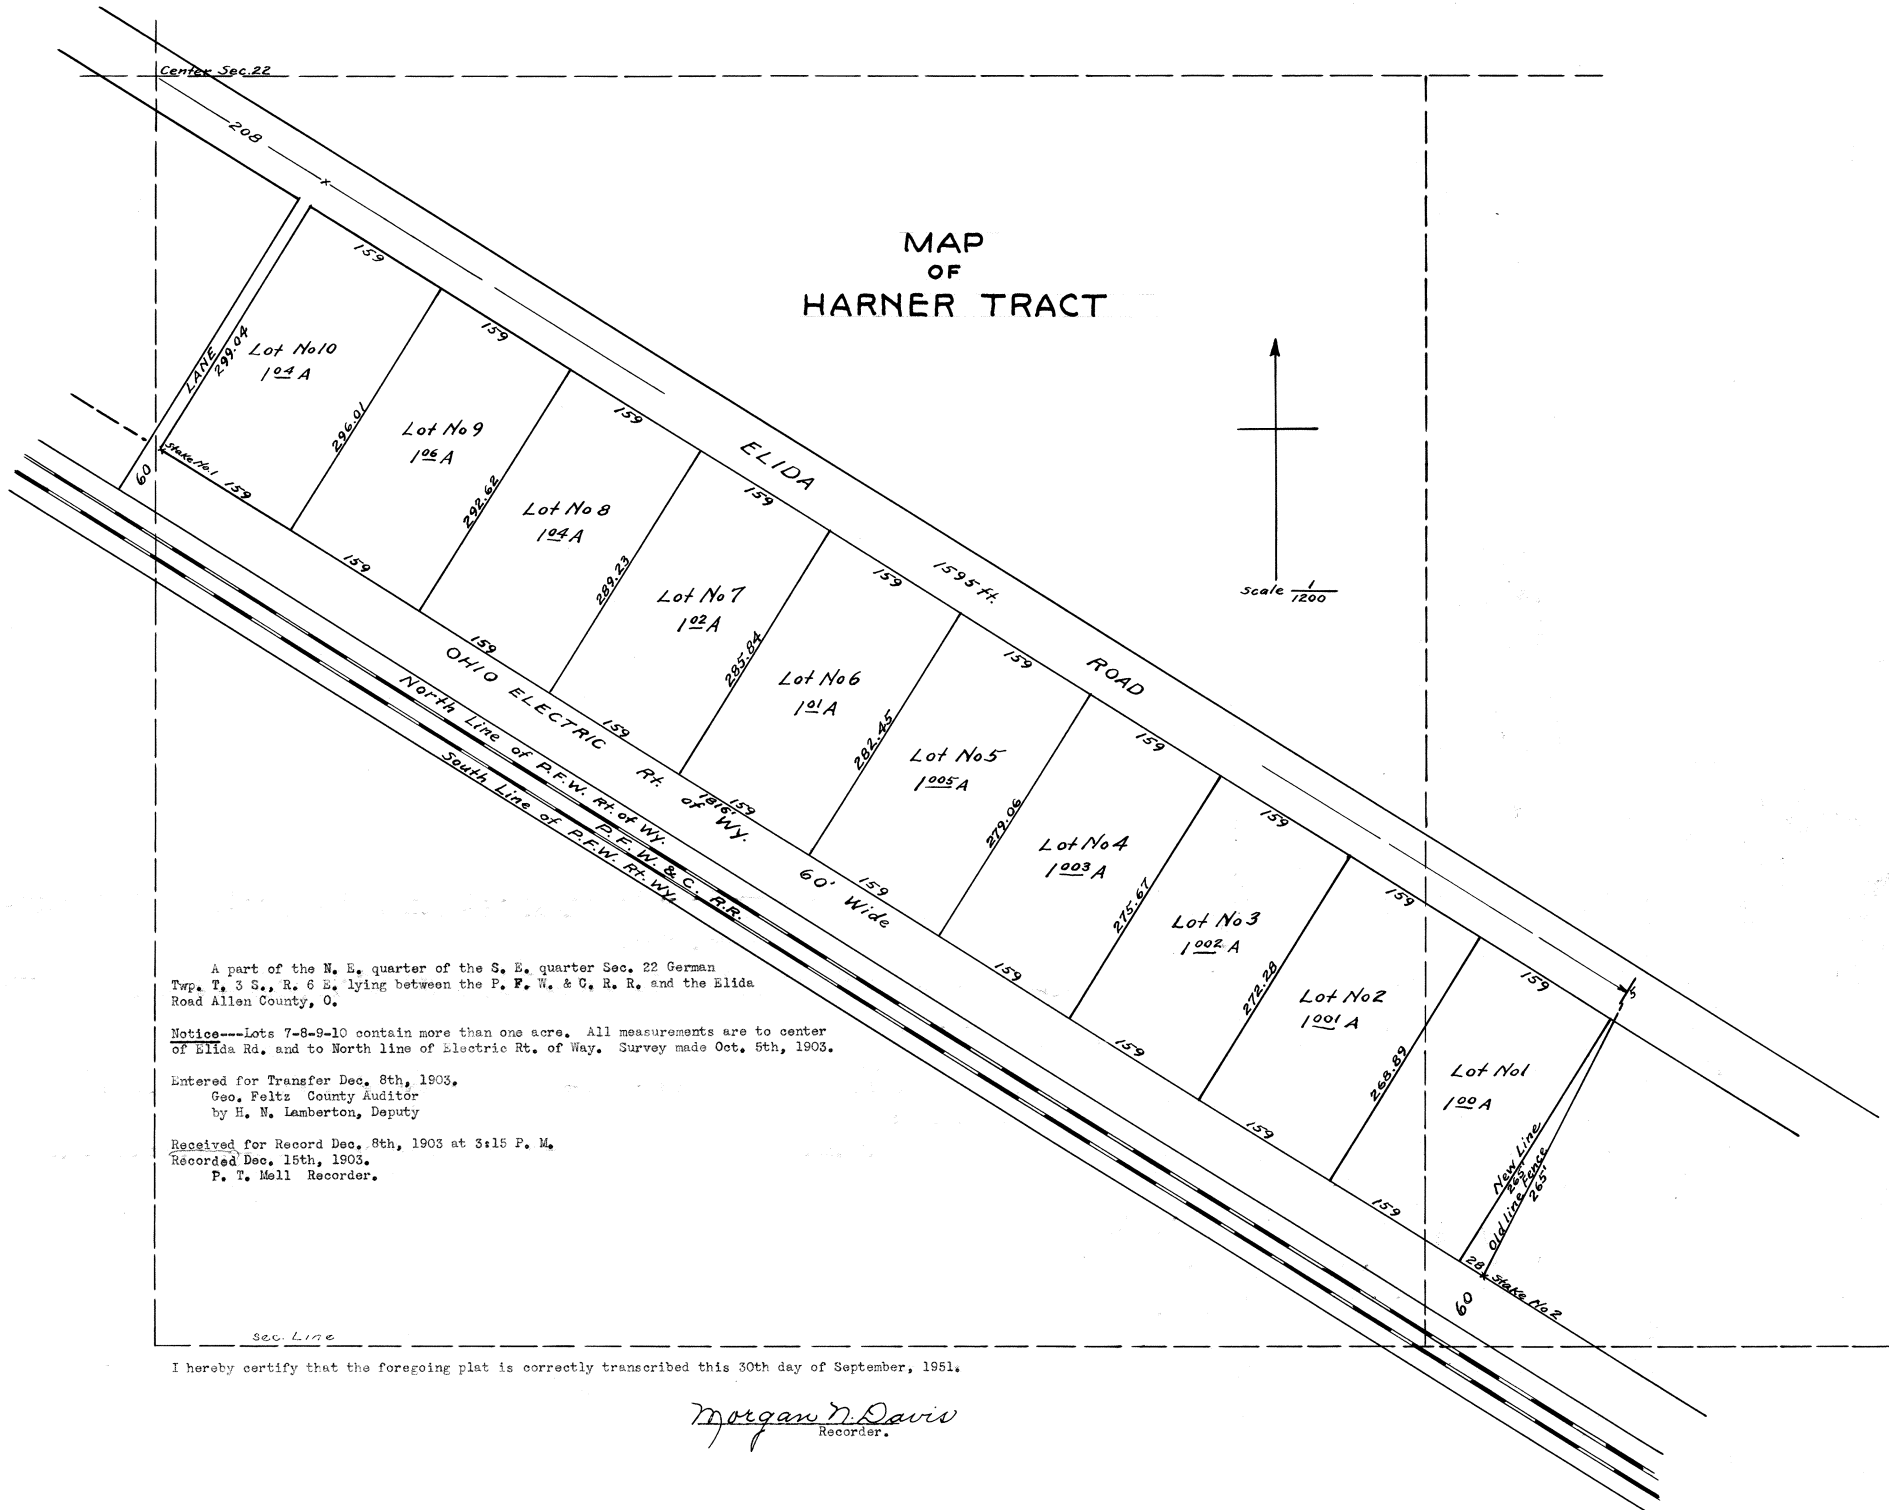 Center Sec. 22
208
MAP
OF
HARNER TRACT
159
159
159
159
159
159
159
159
159
159
ELIDA
1595 ft.
ROAD
scale 1/1200
LANE
299.04
Lot No 10
1 04 A
296.01
Lot No 9
1 06 A
292.62
Lot No 8
1 04 A
289.23
Lot No 7
1 02 A
285.84
Lot No 6
1 01 A
282.45
Lot No. 5
1 005 A
279.06
Lot No 4
1 003 A
275.67
Lot No 3
1 002 A
272.28
Lot No 2
1 001 A
268.89
Lot No 1
1 00 A
New Line
265'
Old line Fence
265'
28
Stake No 2
60
60
Stake No. 1
159
159
159
159
159
159
159
159
159
159
1816'
OHIO ELECTRIC Rt. of Wy.
60' Wide
North Line of P.F.W. Rt. of Wy.
P. F. W. & C. R.R.
South Line of P.F.W. Rt. Wy.
A part of the N. E. quarter of the S. E. quarter Sec. 22 German
Twp. T. 3 S., R. 6 E. lying between the P. F. W. & C. R. R. and the Elida
Road Allen County, O.
Notice---Lots 7-8-9-10 contain more than one acre. All measurements are to center
of Elida Rd. and to North line of Electric Rt. of Way. Survey made Oct. 5th, 1903.
Entered for Transfer Dec. 8th, 1903.
Geo. Feltz County Auditor
by H. N. Lamberton, Deputy
Received for Record Dec. 8th, 1903 at 3:15 P. M.
Recorded Dec. 15th, 1903.
P. T. Mell Recorder.
Sec. Line
I hereby certify that the foregoing plat is correctly transcribed this 30th day of September, 1951.
Morgan N. Davis
Recorder.